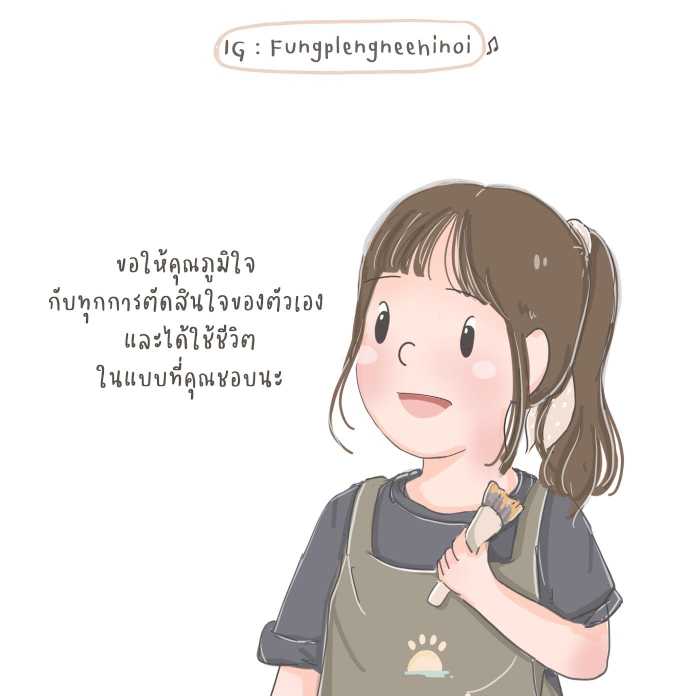 IG : Fungplengneehinoi
ขอให้คุณภูมิใจ
กับทุกการตัดสินใจของตัวเอง
และได้ใช้ชีวิต
ในแบบที่คุณชอบนะ